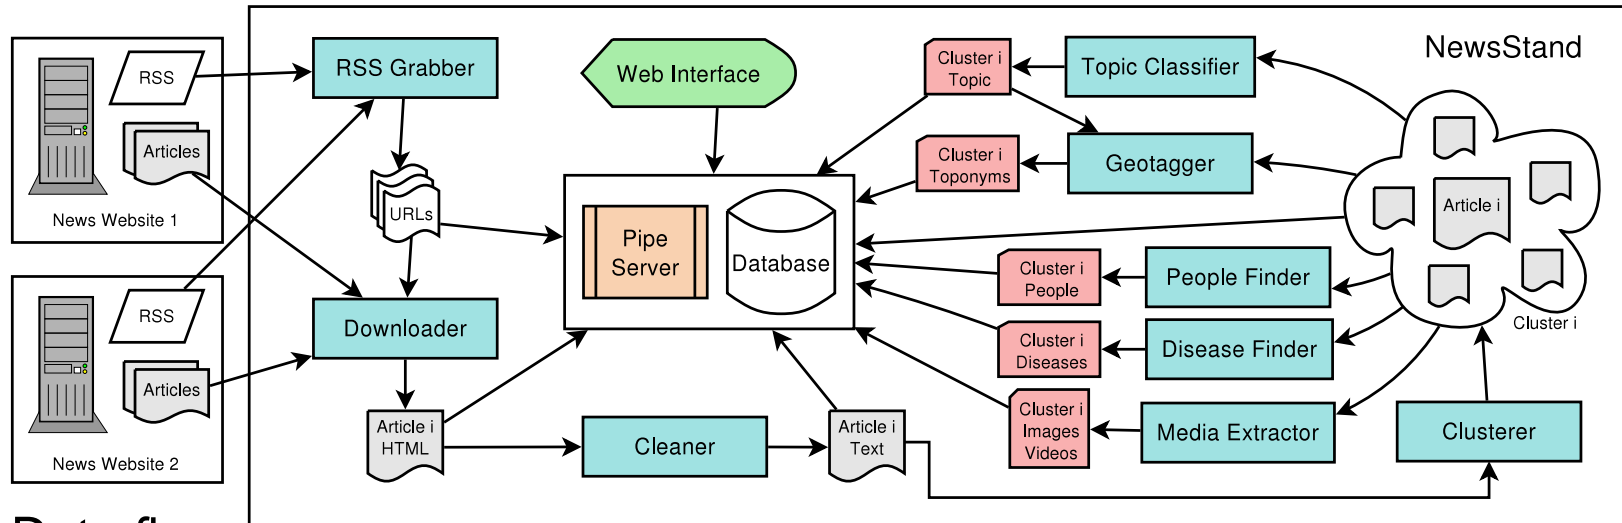 NewsStand
RSS
Articles
News Website 1
RSS
Articles
News Website 2
RSS Grabber
URLs
Downloader
Article i
HTML
Web Interface
Pipe
Server
Database
Cleaner
Article i
Text
Cluster i
Topic
Topic Classifier
Cluster i
Toponyms
Geotagger
Cluster i
People
People Finder
Cluster i
Diseases
Disease Finder
Cluster i
Images
Videos
Media Extractor
Article i
Cluster i
Clusterer